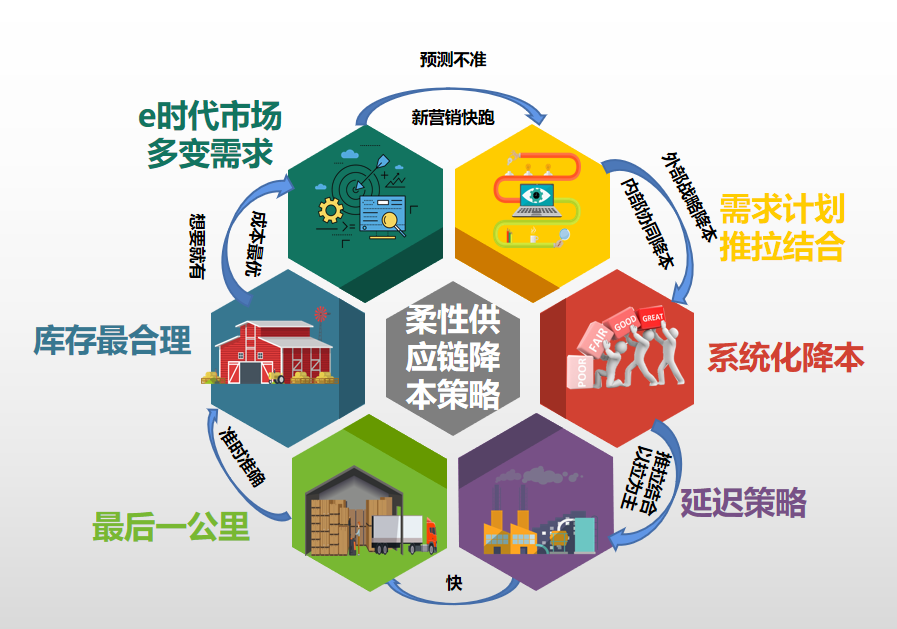 预测不准
新营销快跑
e时代市场
多变需求
外部战略降本
内部协同降本
需求计划
推拉结合
想要就有
成本最优
柔性供
应链降
本策略
库存最合理
POOR
FAIR
GOOD
GREAT
系统化降本
准时准确
推拉结合
以拉为主
延迟策略
最后一公里
快